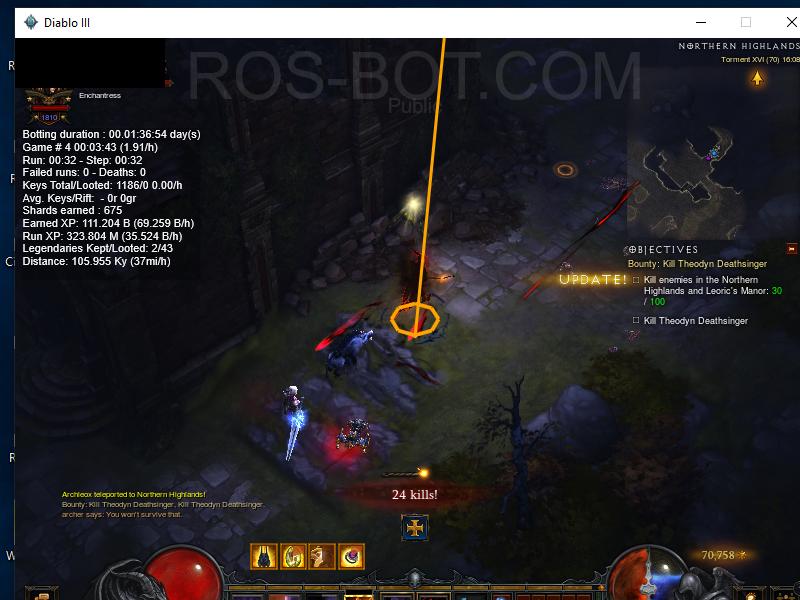 Diablo III
NORTHERN HIGHLANDS
Torment XVI (70) 16:08
ROS-BOT.COM
Public
Enchantress
1810
Botting duration : 00.01:36:54 day(s)
Game # 4 00:03:43 (1.91/h)
Run: 00:32 - Step: 00:32
Failed runs: 0 - Deaths: 0
Keys Total/Looted: 1186/0 0.00/h
Avg. Keys/Rift: - 0r 0gr
Shards earned : 675
Earned XP: 111.204 B (69.259 B/h)
Run XP: 323.804 M (35.524 B/h)
Legendaries Kept/Looted: 2/43
Distance: 105.955 Ky (37mi/h)
OBJECTIVES
Bounty: Kill Theodyn Deathsinger
UPDATE!
Kill enemies in the Northern
Highlands and Leoric's Manor: 30
/ 100
Kill Theodyn Deathsinger
24 kills!
Archleox teleported to Northern Highlands!
Bounty: Kill Theodyn Deathsinger, Kill Theodyn Deathsinger.
archer says: You won't survive that.
70,758